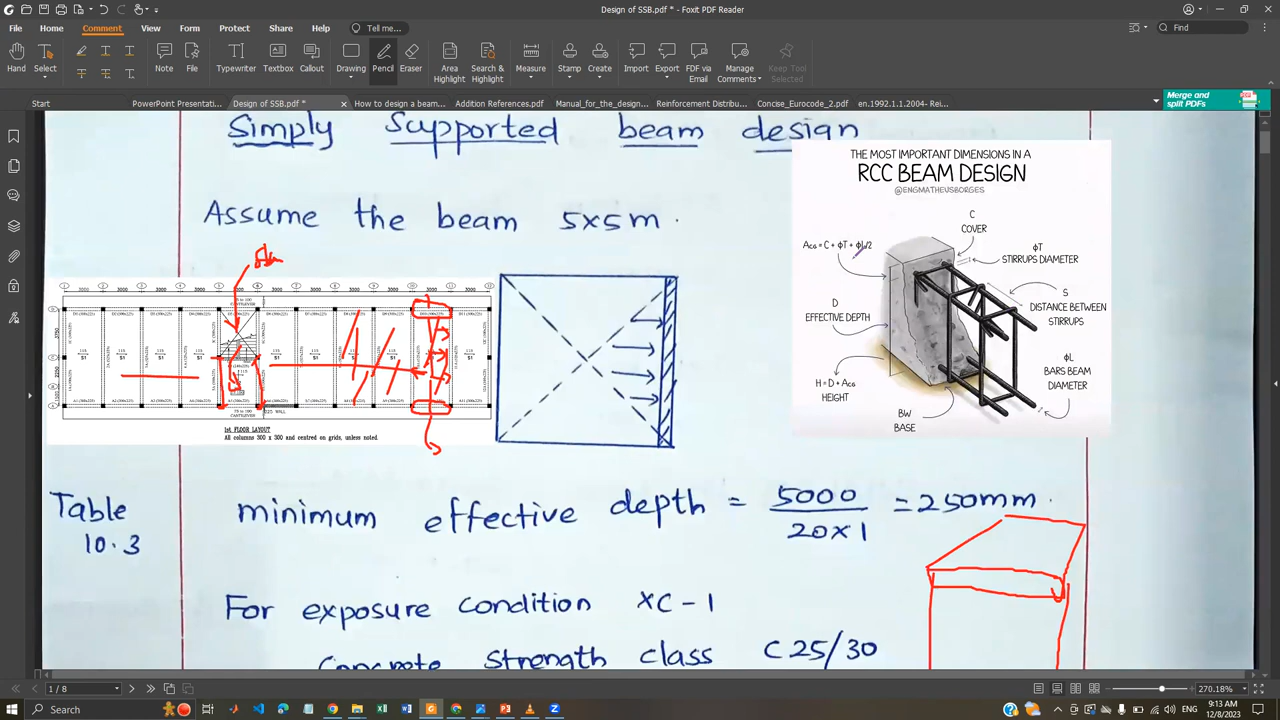 Design of SSB.pdf * - Foxit PDF Reader
File Home Comment View Form Protect Share Help Tell me... Find
Hand Select Note File Typewriter Textbox Callout Drawing Pencil Eraser Area Highlight Search & Highlight Measure Stamp Create Import Export FDF via Email Manage Comments Keep Tool Selected
Start PowerPoint Presentati... Design of SSB.pdf * How to design a beam... Addition References.pdf Manual_for_the_design... Reinforcement Distribu... Concise_Eurocode_2.pdf en.1992.1.1.2004- Rei...
Merge and split PDFs
Simply Supported beam design
Assume the beam 5x5m.
THE MOST IMPORTANT DIMENSIONS IN A
RCC BEAM DESIGN
@ENGMATHEUSBORGES
C
COVER
ΦT
STIRRUPS DIAMETER
S
DISTANCE BETWEEN
STIRRUPS
D
EFFECTIVE DEPTH
H = D + ACG
HEIGHT
BW
BASE
ΦL
BARS BEAM
DIAMETER
1st FLOOR LAYOUT
All columns 300 x 300 and centred on grids, unless noted.
Table
10.3
minimum effective depth = 5000 / 20x1 = 250mm.
For exposure condition XC-1
Concrete Strength class C25/30
1 / 8
270.18%
Search
9:13 AM
12/8/2023